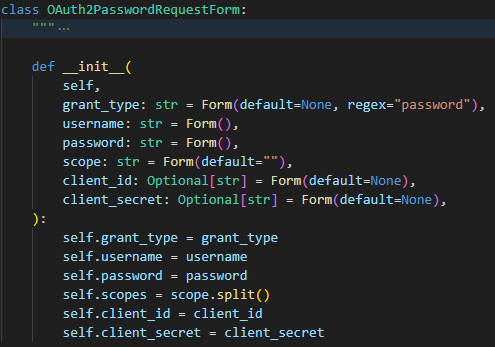 class OAuth2PasswordRequestForm:
    """ ...
    def __init__(
        self,
        grant_type: str = Form(default=None, regex="password"),
        username: str = Form(),
        password: str = Form(),
        scope: str = Form(default=""),
        client_id: Optional[str] = Form(default=None),
        client_secret: Optional[str] = Form(default=None),
    ):
        self.grant_type = grant_type
        self.username = username
        self.password = password
        self.scopes = scope.split()
        self.client_id = client_id
        self.client_secret = client_secret